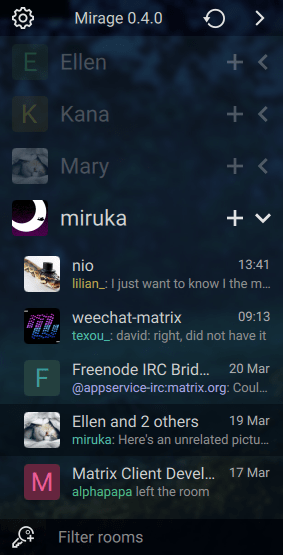 Mirage 0.4.0
E Ellen
K Kana
Mary
miruka
nio 13:41
lilian_: I just want to know I the m...
weechat-matrix 09:13
texou_: david: right, did not have it
F Freenode IRC Brid... 20 Mar
@appservice-irc:matrix.org: Coul...
Ellen and 2 others 19 Mar
miruka: Here's an unrelated pictu...
M Matrix Client Devel... 17 Mar
alphapapa left the room
Filter rooms